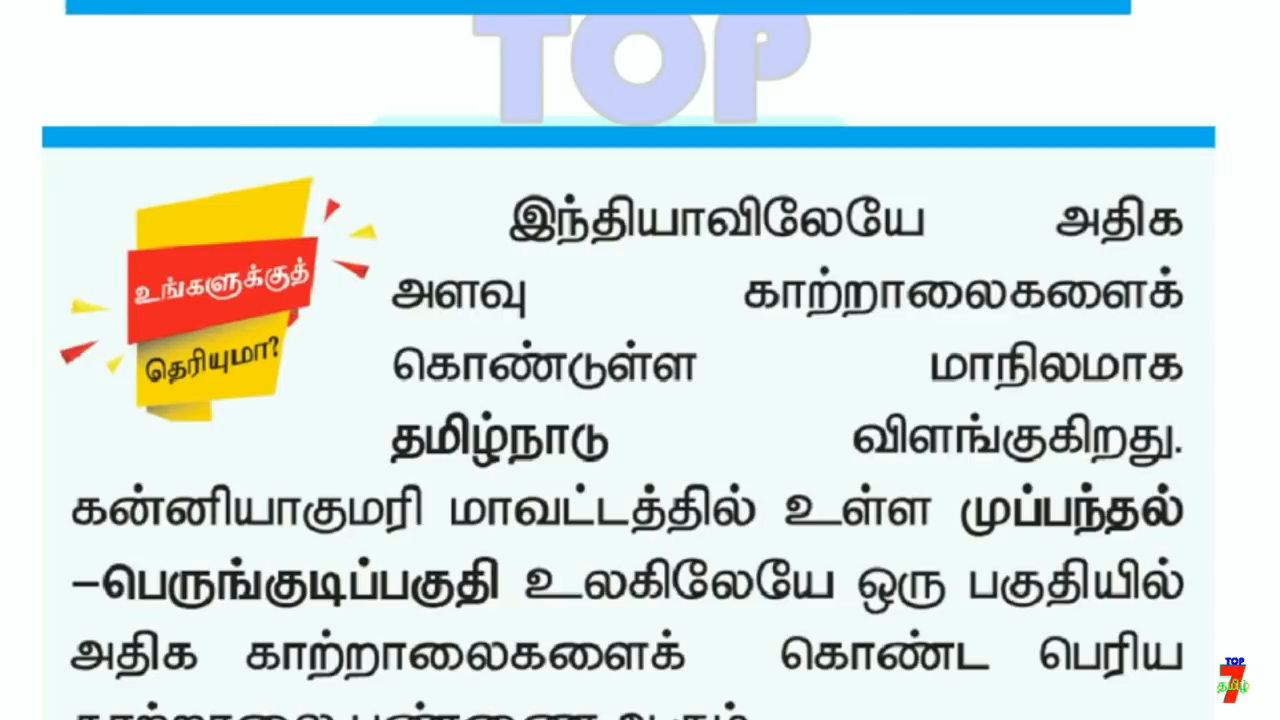 TOP
இந்தியாவிலேயே அதிக
அளவு காற்றாலைகளைக்
கொண்டுள்ள மாநிலமாக
தமிழ்நாடு விளங்குகிறது.
உங்களுக்குத்
தெரியுமா?
கன்னியாகுமரி மாவட்டத்தில் உள்ள முப்பந்தல்
–பெருங்குடிப்பகுதி உலகிலேயே ஒரு பகுதியில்
அதிக காற்றாலைகளைக் கொண்ட பெரிய
TOP
7
தமிழ்